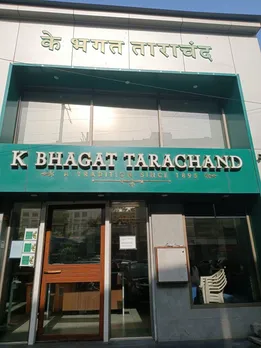 के भगत ताराचंद
K BHAGAT TARACHAND
A TRADITION SINCE 1895